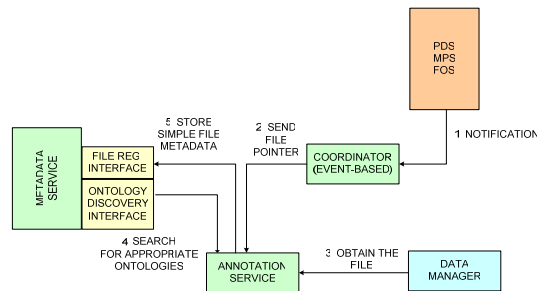 PDS
MPS
FOS
1 NOTIFICATION
5 STORE
SIMPLE FILE
METADATA
2 SEND
FILE
POINTER
COORDINATOR
(EVENT-BASED)
METADATA
SERVICE
FILE REG
INTERFACE
ONTOLOGY
DISCOVERY
INTERFACE
4 SEARCH
FOR APPROPRIATE
ONTOLOGIES
ANNOTATION
SERVICE
3 OBTAIN THE
FILE
DATA
MANAGER